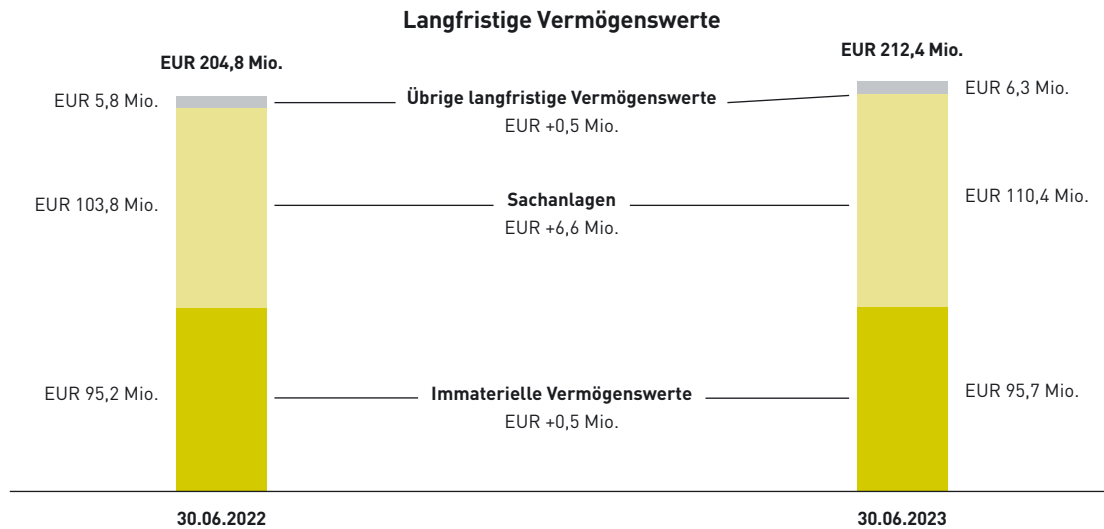 Langfristige Vermögenswerte
EUR 204,8 Mio.
EUR 212,4 Mio.
EUR 5,8 Mio.
Übrige langfristige Vermögenswerte
EUR +0,5 Mio.
EUR 6,3 Mio.
EUR 103,8 Mio.
Sachanlagen
EUR +6,6 Mio.
EUR 110,4 Mio.
EUR 95,2 Mio.
Immaterielle Vermögenswerte
EUR +0,5 Mio.
EUR 95,7 Mio.
30.06.2022
30.06.2023